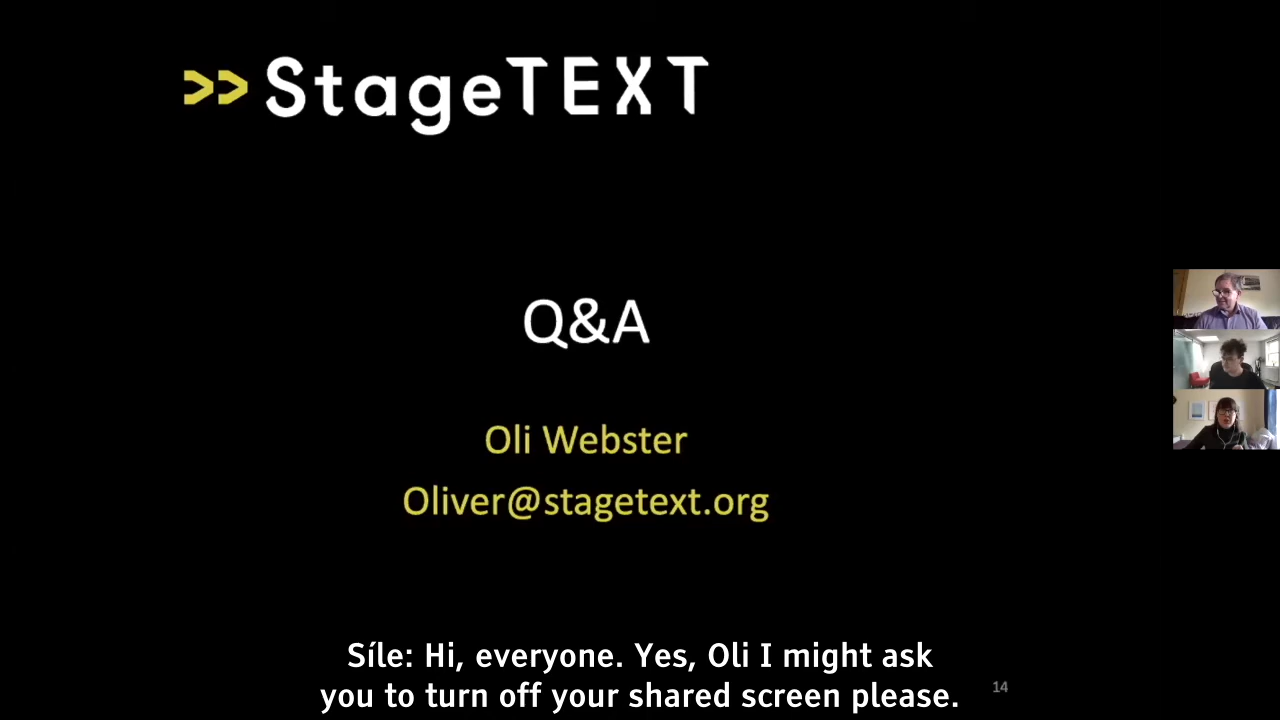 >> StageTEXT
Q&A
Oli Webster
Oliver@stagetext.org
Síle: Hi, everyone. Yes, Oli I might ask
you to turn off your shared screen please.
14